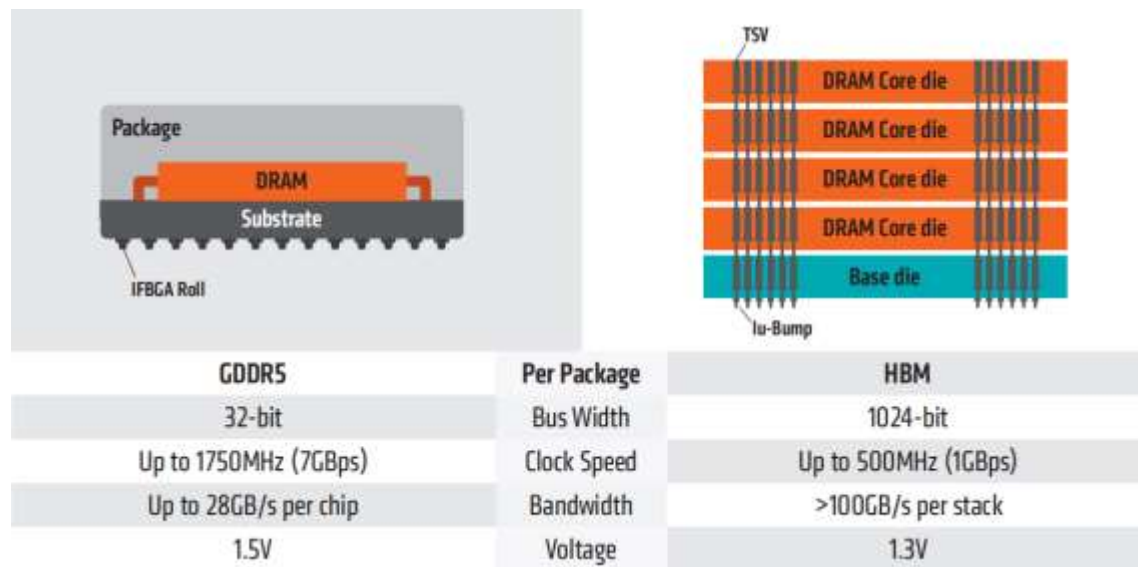 Package
DRAM
Substrate
IFBGA Roll
TSV
DRAM Core die
DRAM Core die
DRAM Core die
DRAM Core die
Base die
Iu-Bump
GDDR5 Per Package HBM
32-bit Bus Width 1024-bit
Up to 1750MHz (7GBps) Clock Speed Up to 500MHz (1GBps)
Up to 28GB/s per chip Bandwidth >100GB/s per stack
1.5V Voltage 1.3V